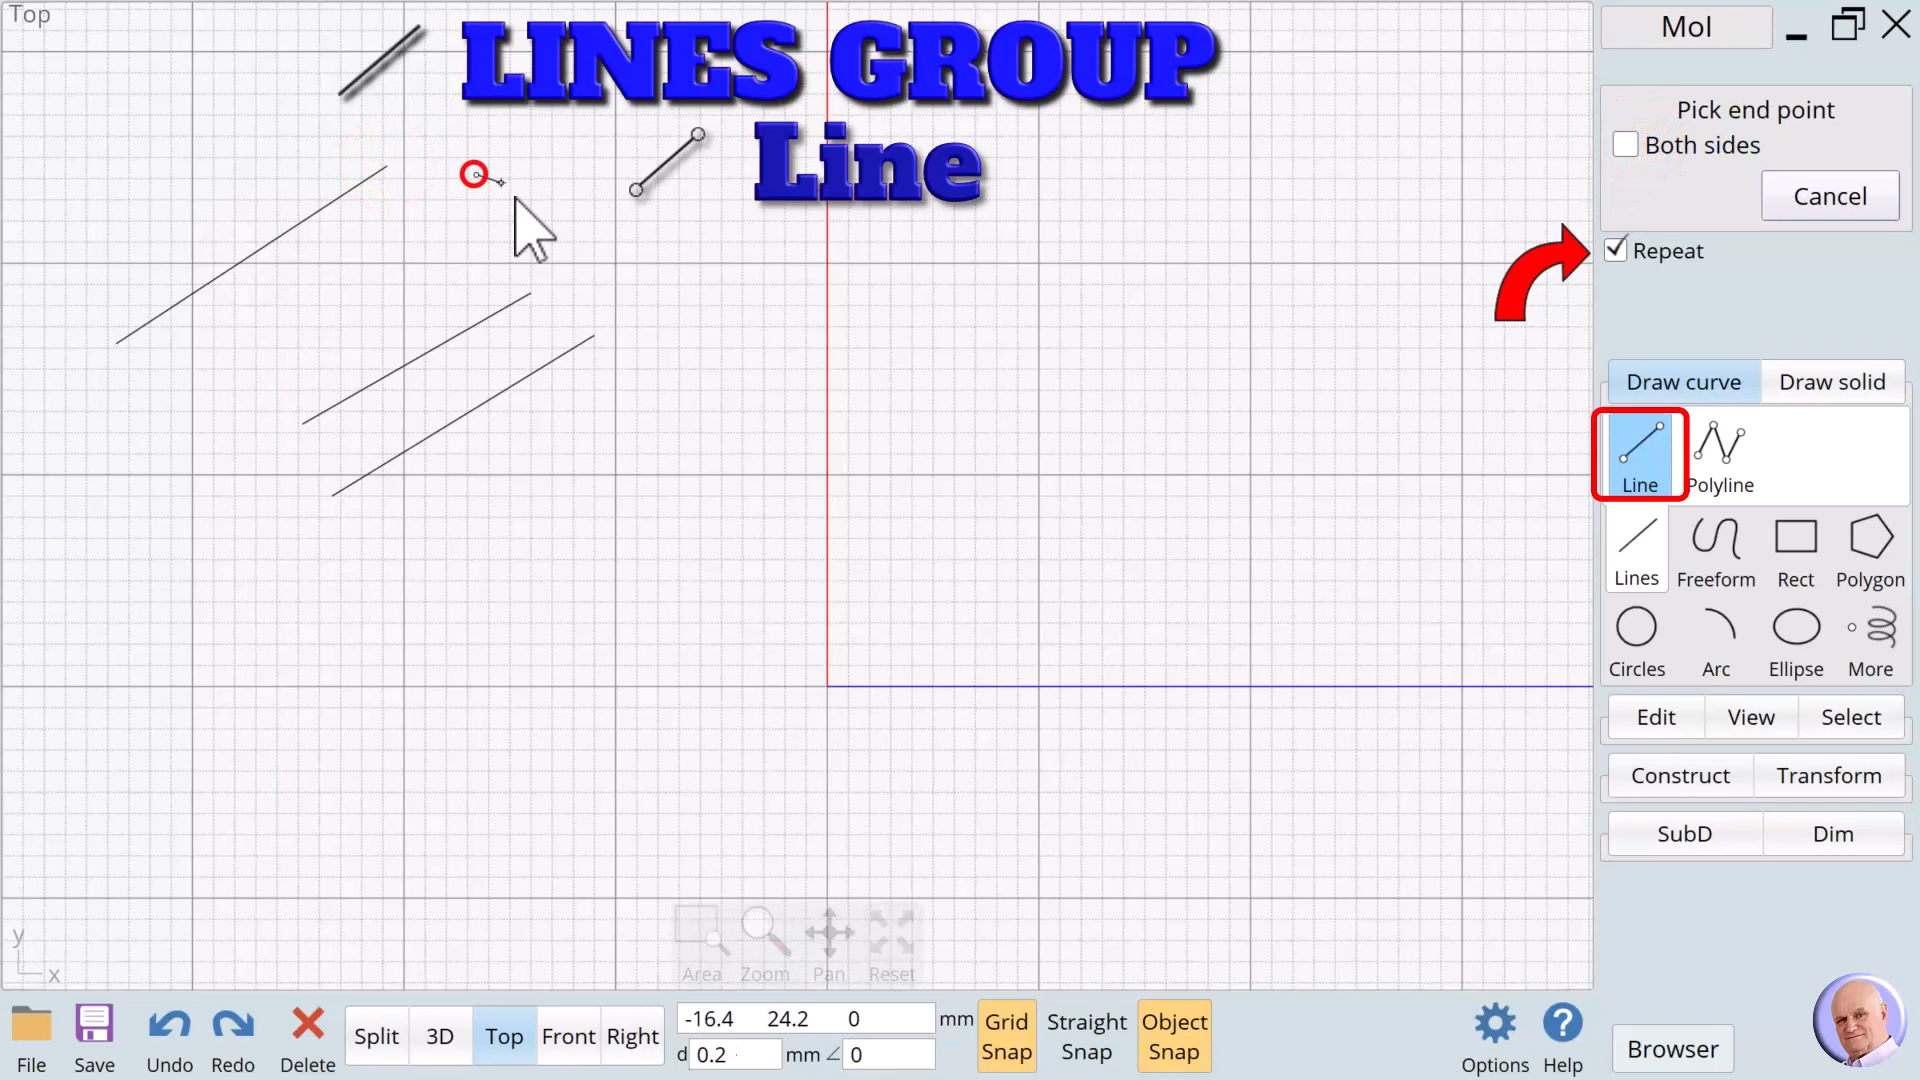 Top
LINES GROUP
Line
MoI
Pick end point
Both sides
Cancel
Repeat
Draw curve Draw solid
Line Polyline
Lines Freeform Rect Polygon
Circles Arc Ellipse More
Edit View Select
Construct Transform
SubD Dim
y
x
Area Zoom Pan Reset
File Save Undo Redo Delete
Split 3D Top Front Right
-16.4 24.2 0 mm
d 0.2 mm ∠ 0
Grid Snap
Straight Snap
Object Snap
Options Help
Browser